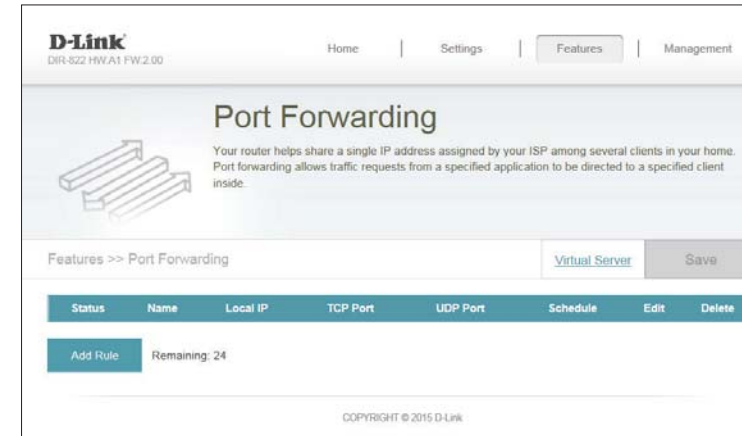 D-Link
DIR-822 HW:A1 FW:2.00
Home | Settings | Features | Management
Port Forwarding
Your router helps share a single IP address assigned by your ISP among several clients in your home.
Port forwarding allows traffic requests from a specified application to be directed to a specified client
inside.
Features >> Port Forwarding
Virtual Server
Save
Status Name Local IP TCP Port UDP Port Schedule Edit Delete
Add Rule
Remaining: 24
COPYRIGHT © 2015 D-Link